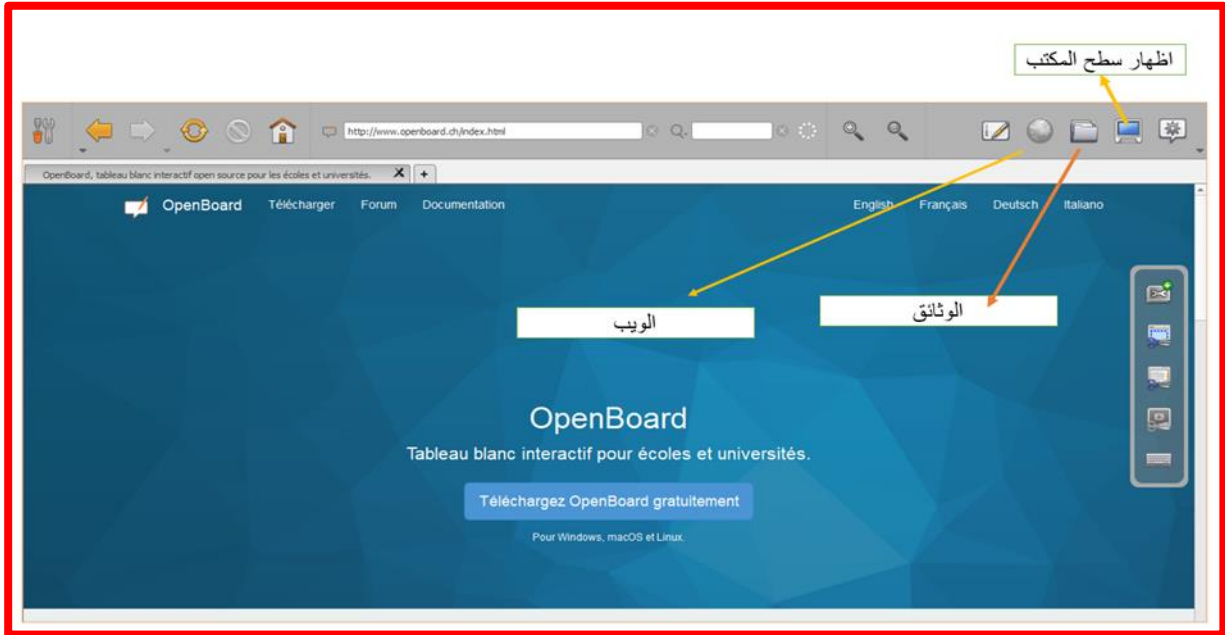 اظهار سطح المكتب
http://www.openboard.ch/index.html
OpenBoard, tableau blanc interactif open source pour les écoles et universités.
OpenBoard Télécharger Forum Documentation English Français Deutsch Italiano
الوثائق
الويب
OpenBoard
Tableau blanc interactif pour écoles et universités.
Téléchargez OpenBoard gratuitement
Pour Windows, macOS et Linux.